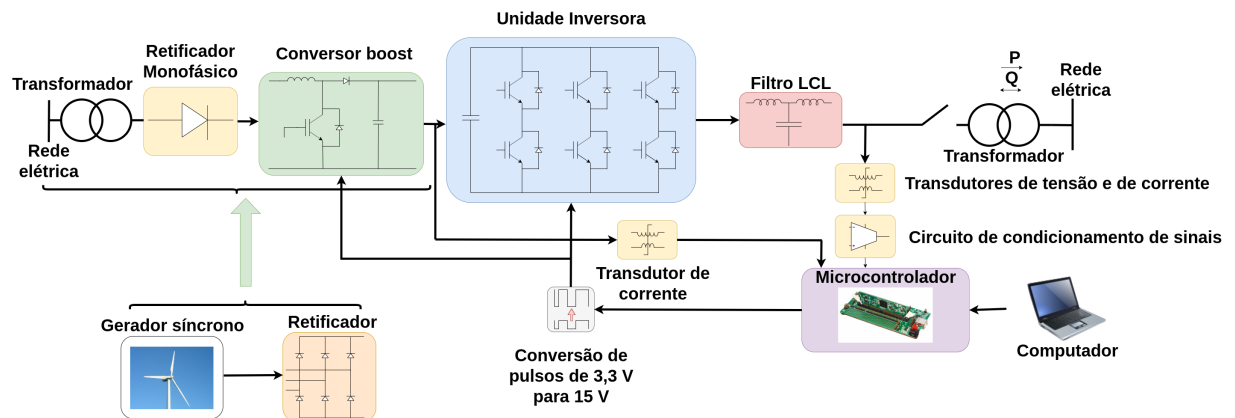 Unidade Inversora
Retificador
Monofásico
Conversor boost
Transformador
Filtro LCL
P
Q
Rede
elétrica
Rede
elétrica
Transformador
Transdutores de tensão e de corrente
Circuito de condicionamento de sinais
Transdutor de
corrente
Microcontrolador
Gerador síncrono
Retificador
Computador
Conversão de
pulsos de 3,3 V
para 15 V